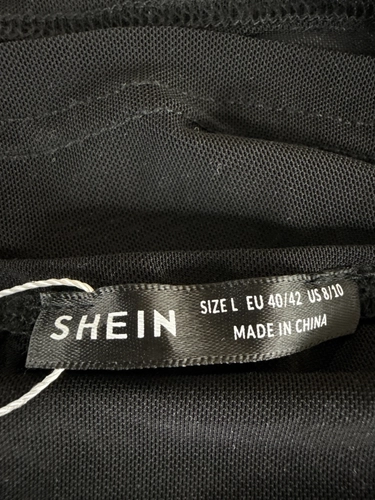 SHEIN
SIZE L EU 40/42 US 8/10
MADE IN CHINA